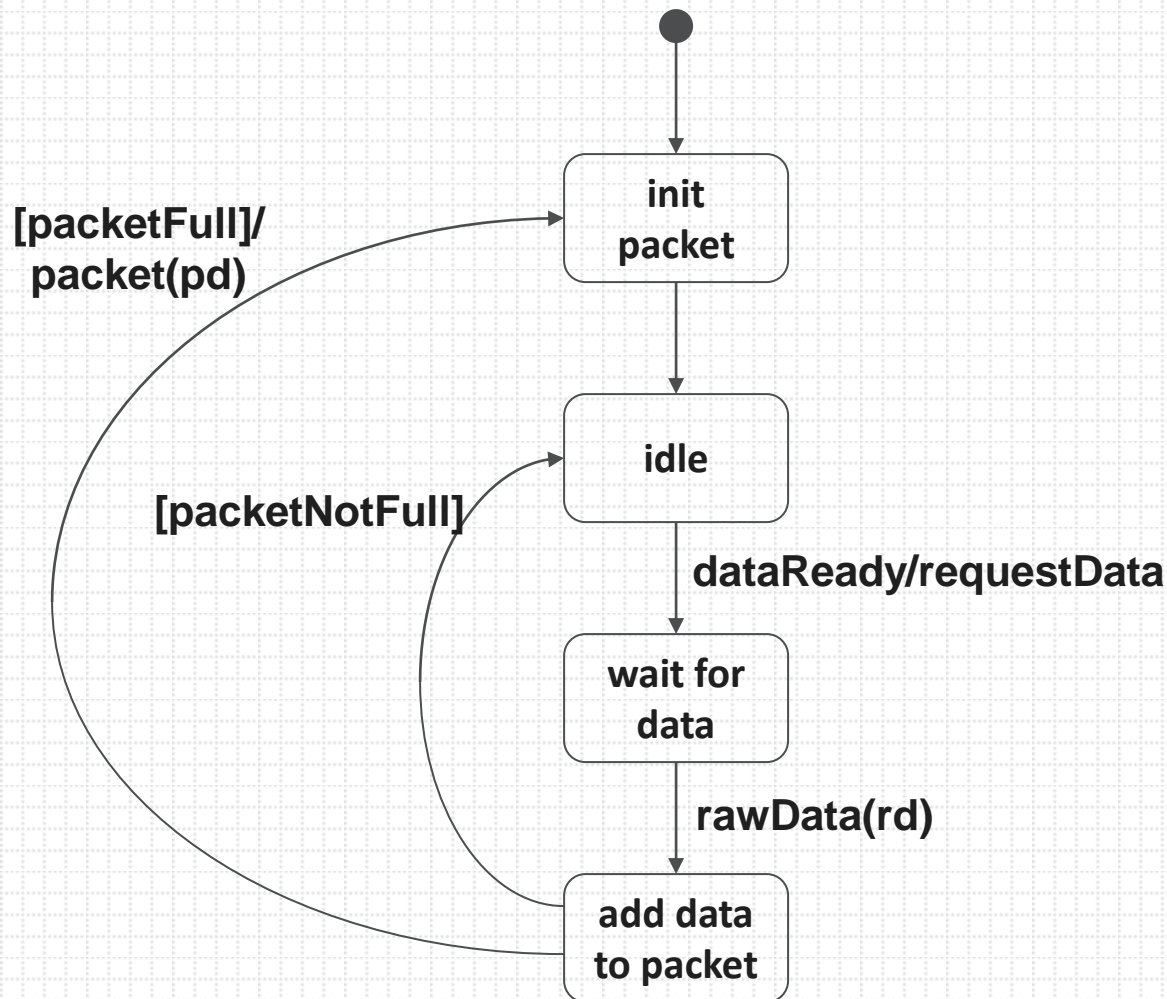 init
packet
[packetFull]/
packet(pd)
idle
[packetNotFull]
dataReady/requestData
wait for
data
rawData(rd)
add data
to packet